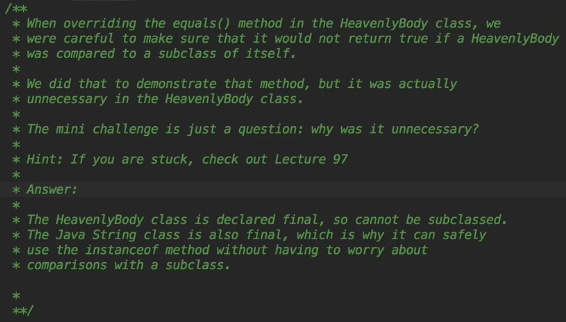 /**
* When overriding the equals() method in the HeavenlyBody class, we
* were careful to make sure that it would not return true if a HeavenlyBody
* was compared to a subclass of itself.
*
* We did that to demonstrate that method, but it was actually
* unnecessary in the HeavenlyBody class.
*
* The mini challenge is just a question: why was it unnecessary?
*
* Hint: If you are stuck, check out Lecture 97
*
* Answer:
*
* The HeavenlyBody class is declared final, so cannot be subclassed.
* The Java String class is also final, which is why it can safely
* use the instanceof method without having to worry about
* comparisons with a subclass.
*
**/